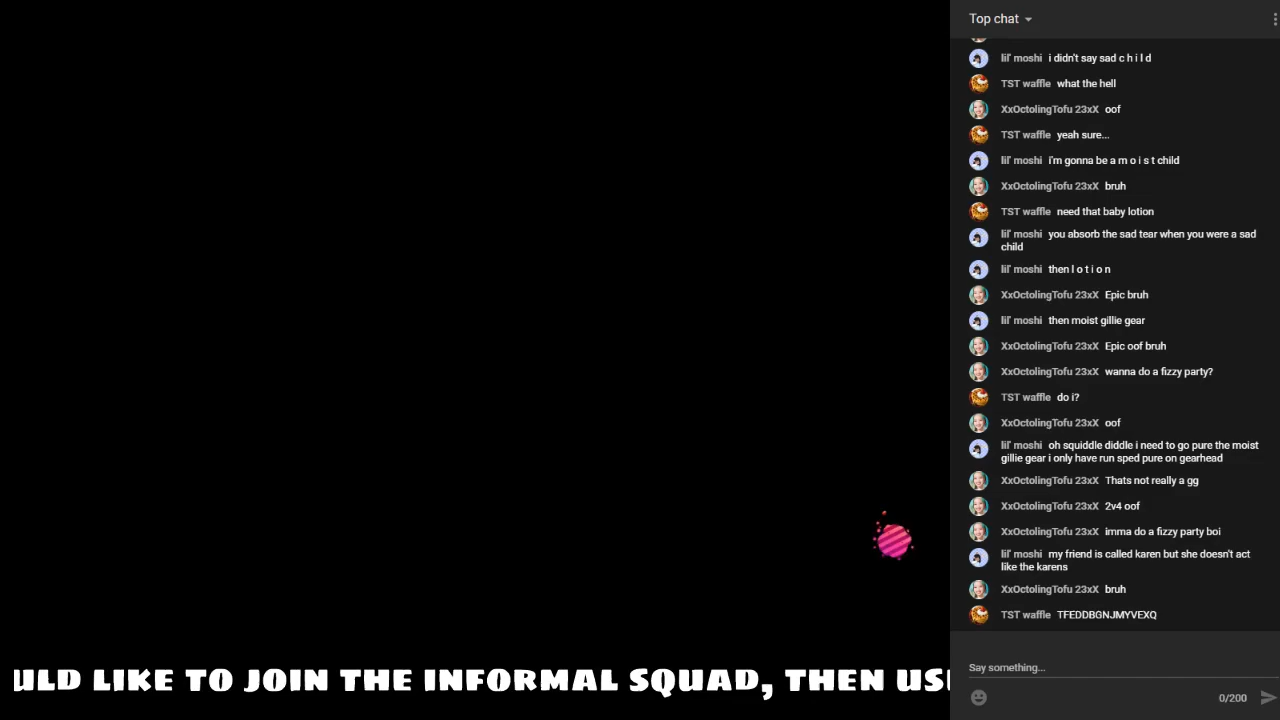 Top chat
lil' moshi i didn't say sad c h i l d
TST waffle what the hell
XxOctolingTofu 23xX oof
TST waffle yeah sure...
lil' moshi i'm gonna be a m o i s t child
XxOctolingTofu 23xX bruh
TST waffle need that baby lotion
lil' moshi you absorb the sad tear when you were a sad
child
lil' moshi then l o t i o n
XxOctolingTofu 23xX Epic bruh
lil' moshi then moist gillie gear
XxOctolingTofu 23xX Epic oof bruh
XxOctolingTofu 23xX wanna do a fizzy party?
TST waffle do i?
XxOctolingTofu 23xX oof
lil' moshi oh squiddle diddle i need to go pure the moist
gillie gear i only have run sped pure on gearhead
XxOctolingTofu 23xX Thats not really a gg
XxOctolingTofu 23xX 2v4 oof
XxOctolingTofu 23xX imma do a fizzy party boi
lil' moshi my friend is called karen but she doesn't act
like the karens
XxOctolingTofu 23xX bruh
TST waffle TFEDDBGNJMYVEXQ
Say something...
0/200
ULD LIKE TO JOIN THE INFORMAL SQUAD, THEN US